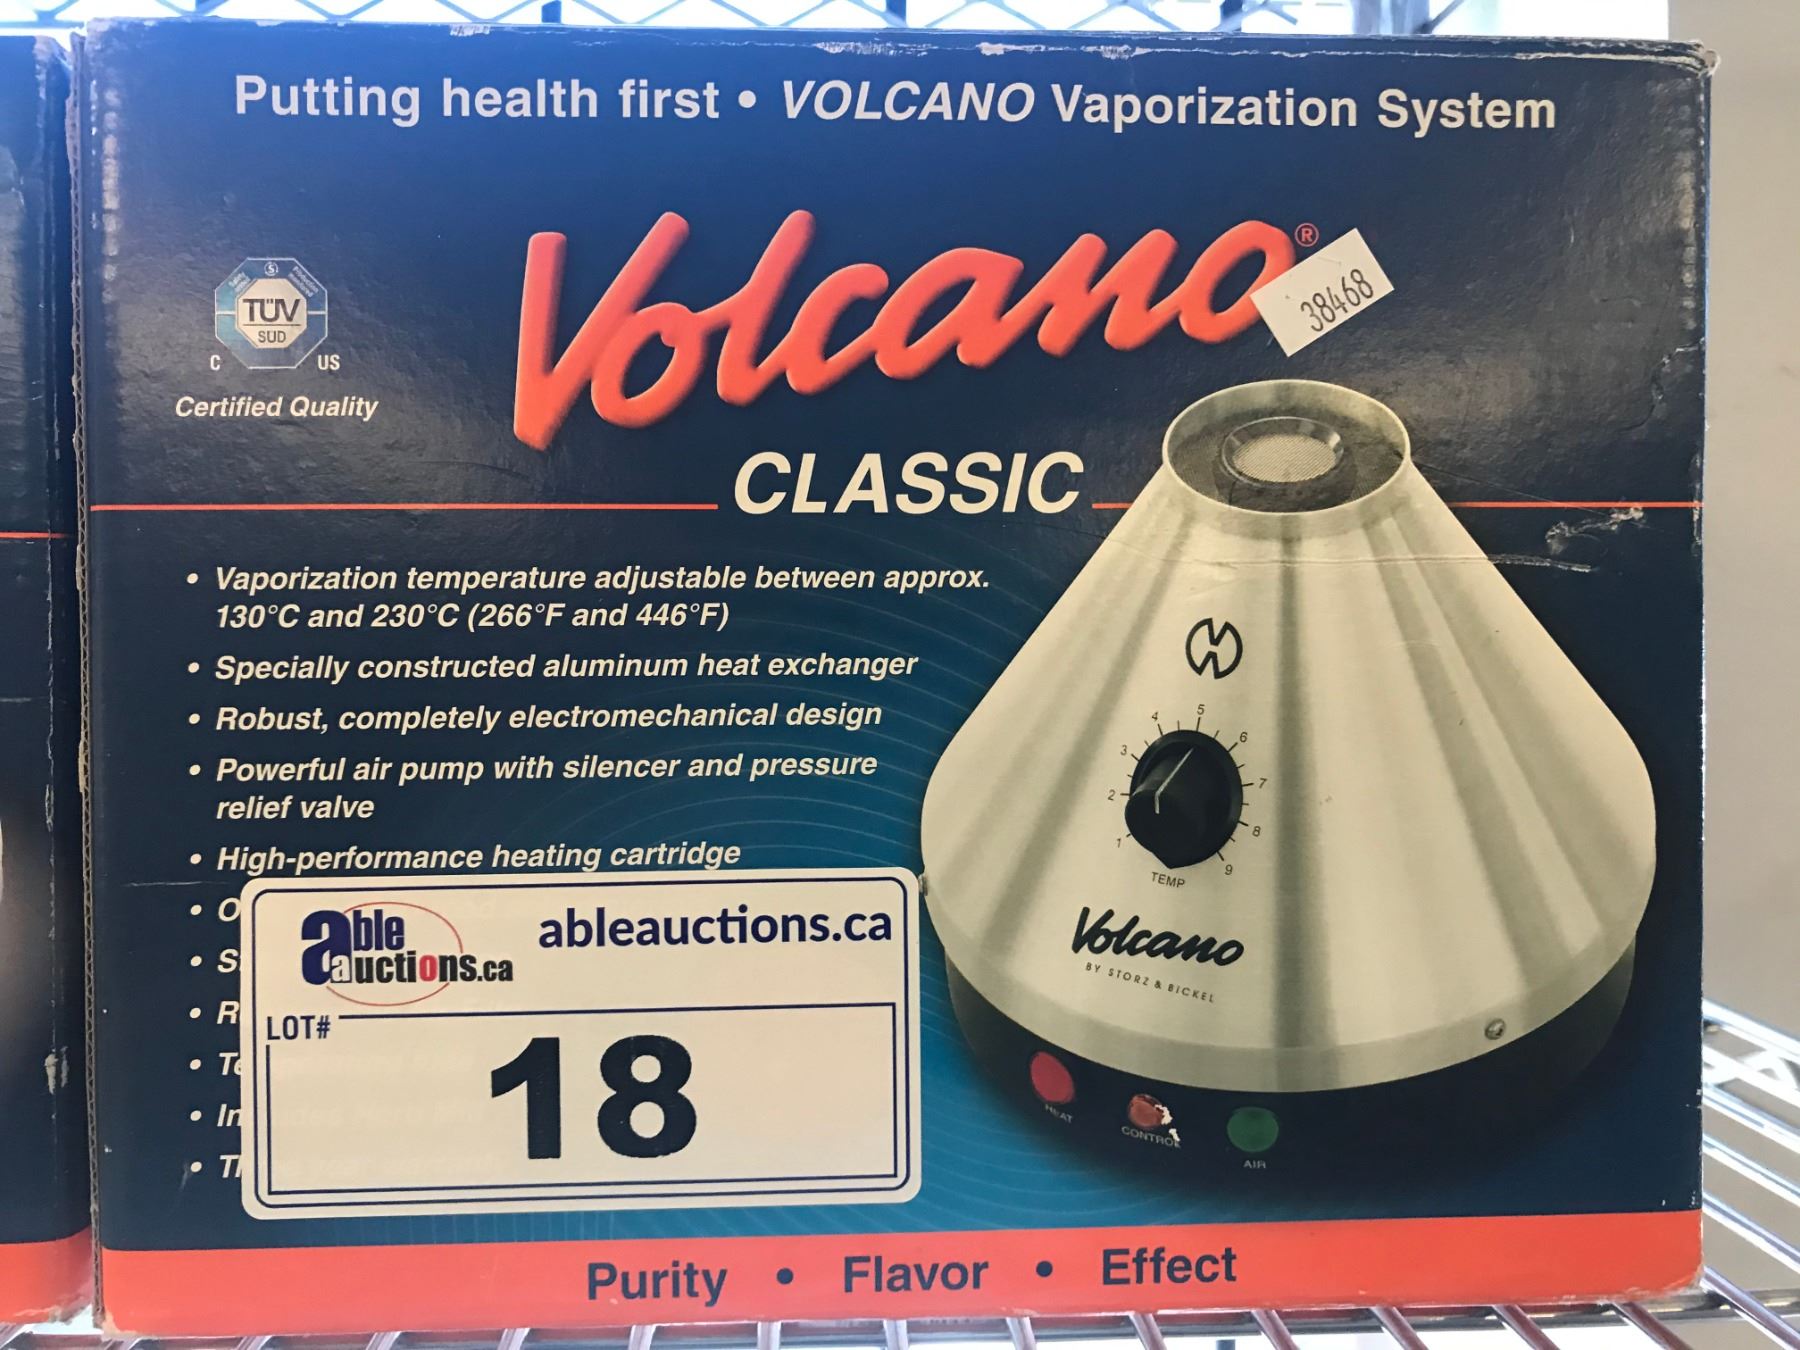 Putting health first • VOLCANO Vaporization System
Volcano®
38468
TÜV
SÜD
C US
Certified Quality
CLASSIC
• Vaporization temperature adjustable between approx.
130°C and 230°C (266°F and 446°F)
• Specially constructed aluminum heat exchanger
• Robust, completely electromechanical design
• Powerful air pump with silencer and pressure
relief valve
• High-performance heating cartridge
able
auctions.ca
ableauctions.ca
LOT#
18
1 2 3 4 5 6 7 8 9
TEMP
Volcano
BY STORZ & BICKEL
HEAT
CONTROL
AIR
Purity • Flavor • Effect